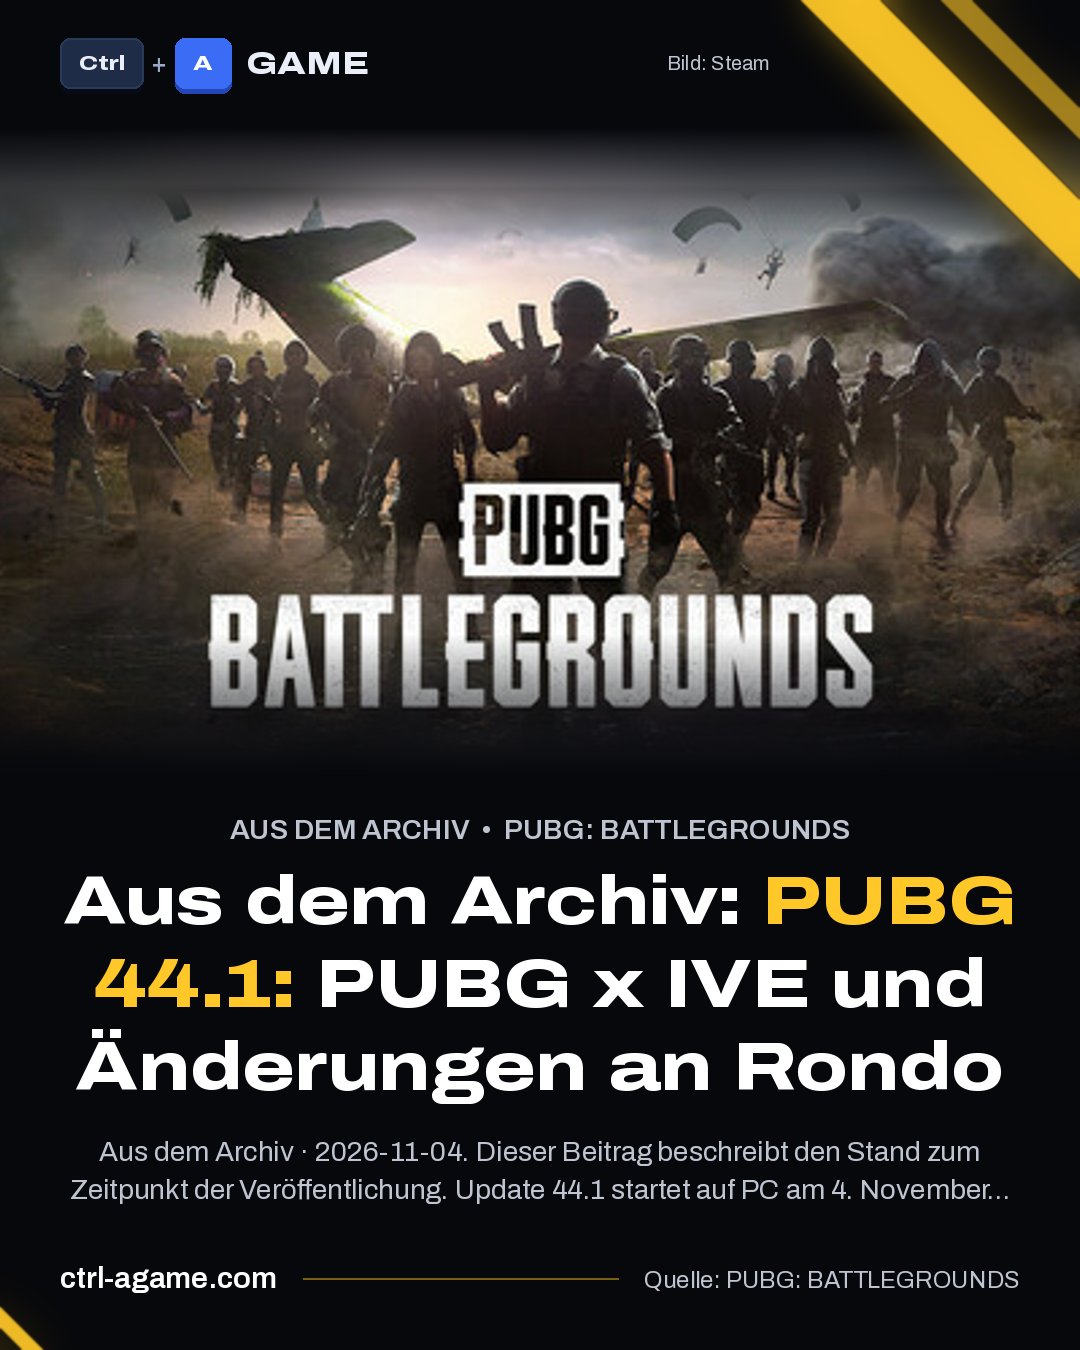 Ctrl + A GAME
Bild: Steam
PUBG
BATTLEGROUNDS
AUS DEM ARCHIV • PUBG: BATTLEGROUNDS
Aus dem Archiv: PUBG
44.1: PUBG x IVE und
Änderungen an Rondo
Aus dem Archiv · 2026-11-04. Dieser Beitrag beschreibt den Stand zum
Zeitpunkt der Veröffentlichung. Update 44.1 startet auf PC am 4. November...
ctrl-agame.com
Quelle: PUBG: BATTLEGROUNDS